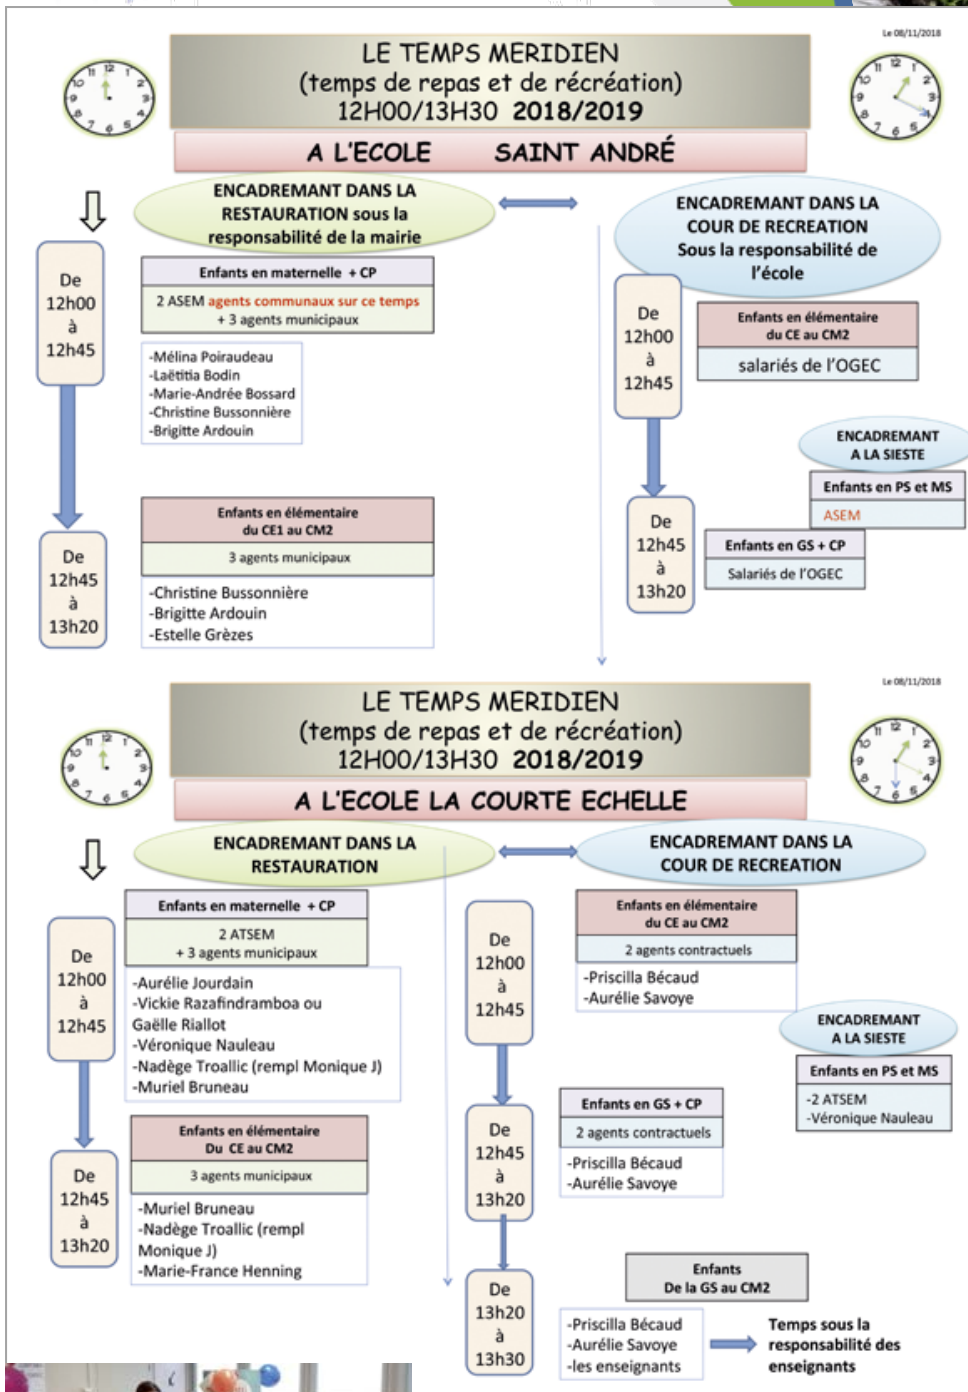 Le 08/11/2018
LE TEMPS MERIDIEN
(temps de repas et de récréation)
12H00/13H30 2018/2019
A L'ECOLE SAINT ANDRÉ
ENCADREMANT DANS LA
RESTAURATION sous la
responsabilité de la mairie
De
12h00
à
12h45
Enfants en maternelle + CP
2 ASEM agents communaux sur ce temps
+ 3 agents municipaux
-Mélina Poiraudeau
-Laëtitia Bodin
-Marie-Andrée Bossard
-Christine Bussonnière
-Brigitte Ardouin
De
12h45
à
13h20
Enfants en élémentaire
du CE1 au CM2
3 agents municipaux
-Christine Bussonnière
-Brigitte Ardouin
-Estelle Grèzes
ENCADREMANT DANS LA
COUR DE RECREATION
Sous la responsabilité de
l'école
De
12h00
à
12h45
Enfants en élémentaire
du CE au CM2
salariés de l'OGEC
ENCADREMANT
A LA SIESTE
Enfants en PS et MS
ASEM
De
12h45
à
13h20
Enfants en GS + CP
Salariés de l'OGEC
Le 08/11/2018
LE TEMPS MERIDIEN
(temps de repas et de récréation)
12H00/13H30 2018/2019
A L'ECOLE LA COURTE ECHELLE
ENCADREMANT DANS LA
RESTAURATION
De
12h00
à
12h45
Enfants en maternelle + CP
2 ATSEM
+ 3 agents municipaux
-Aurélie Jourdain
-Vickie Razafindramboa ou
Gaëlle Riallot
-Véronique Nauleau
-Nadège Troallic (rempl Monique J)
-Muriel Bruneau
De
12h45
à
13h20
Enfants en élémentaire
Du CE au CM2
3 agents municipaux
-Muriel Bruneau
-Nadège Troallic (rempl
Monique J)
-Marie-France Henning
ENCADREMANT DANS LA
COUR DE RECREATION
De
12h00
à
12h45
Enfants en élémentaire
du CE au CM2
2 agents contractuels
-Priscilla Bécaud
-Aurélie Savoye
ENCADREMANT
A LA SIESTE
Enfants en PS et MS
-2 ATSEM
-Véronique Nauleau
De
12h45
à
13h20
Enfants en GS + CP
2 agents contractuels
-Priscilla Bécaud
-Aurélie Savoye
De
13h20
à
13h30
Enfants
De la GS au CM2
-Priscilla Bécaud
-Aurélie Savoye
-les enseignants
Temps sous la
responsabilité des
enseignants